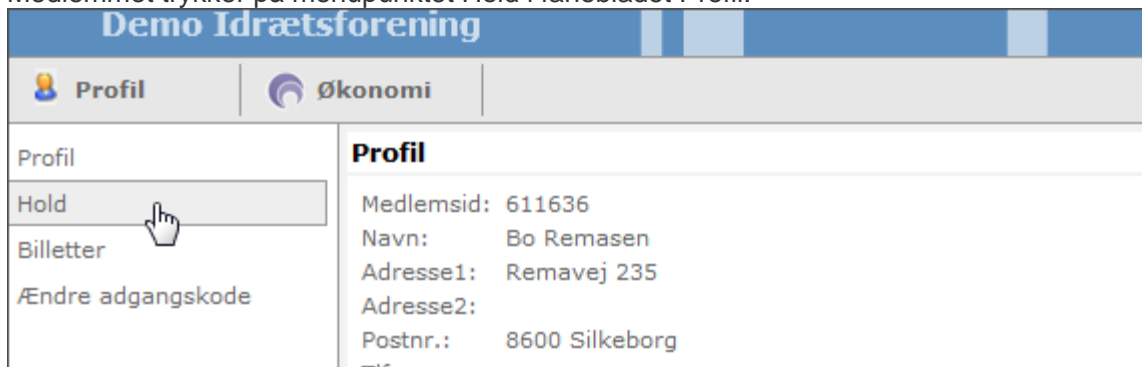 Demo Idrætsforening
Profil
Økonomi
Profil
Hold
Billetter
Ændre adgangskode
Profil
Medlemsid: 611636
Navn: Bo Remasen
Adresse1: Remavej 235
Adresse2:
Postnr.: 8600 Silkeborg